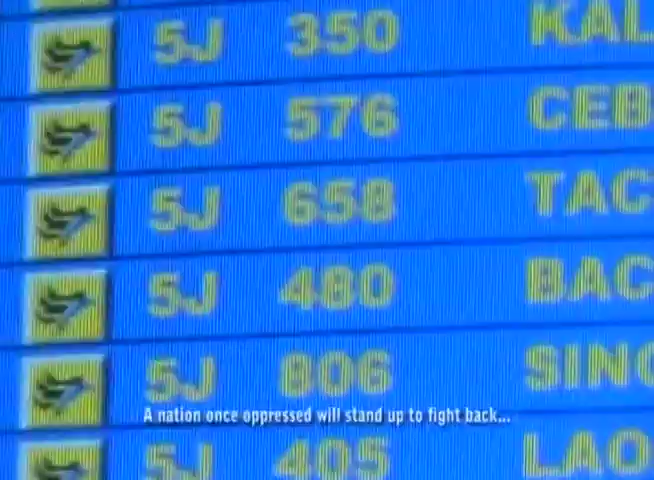 5J 350 KAL
5J 576 CEB
5J 658 TAC
5J 480 BAC
5J 806 SING
A nation once oppressed will stand up to fight back...
5J 405 LAO